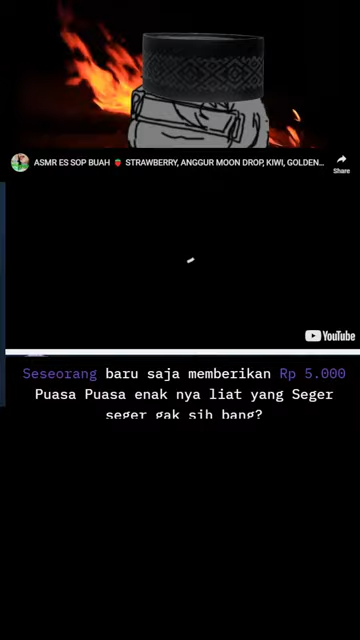 ASMR ES SOP BUAH 🍓 STRAWBERRY, ANGGUR MOON DROP, KIWI, GOLDEN...
Share
YouTube
Seseorang baru saja memberikan Rp 5.000
Puasa Puasa enak nya liat yang Seger
seger gak sih bang?